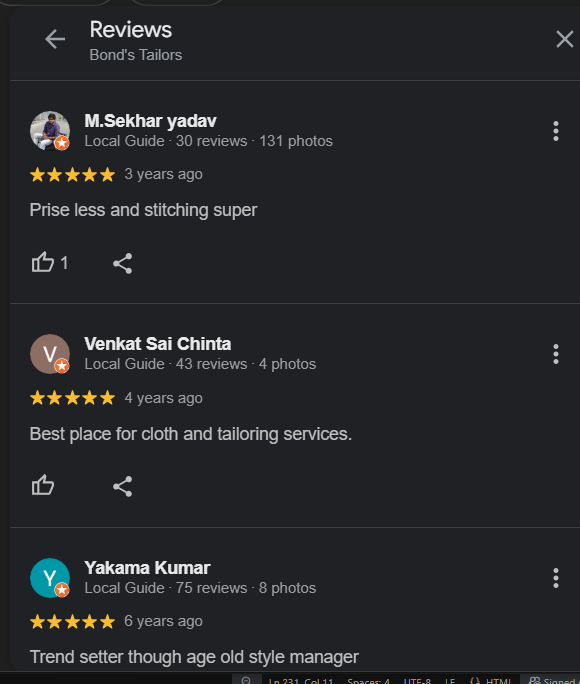 Reviews
Bond's Tailors
M.Sekhar yadav
Local Guide · 30 reviews · 131 photos
3 years ago
Prise less and stitching super
1
V
Venkat Sai Chinta
Local Guide · 43 reviews · 4 photos
4 years ago
Best place for cloth and tailoring services.
Y
Yakama Kumar
Local Guide · 75 reviews · 8 photos
6 years ago
Trend setter though age old style manager
Ln 231, Col 11 Spaces: 4 UTF-8 LF {} HTML Signed